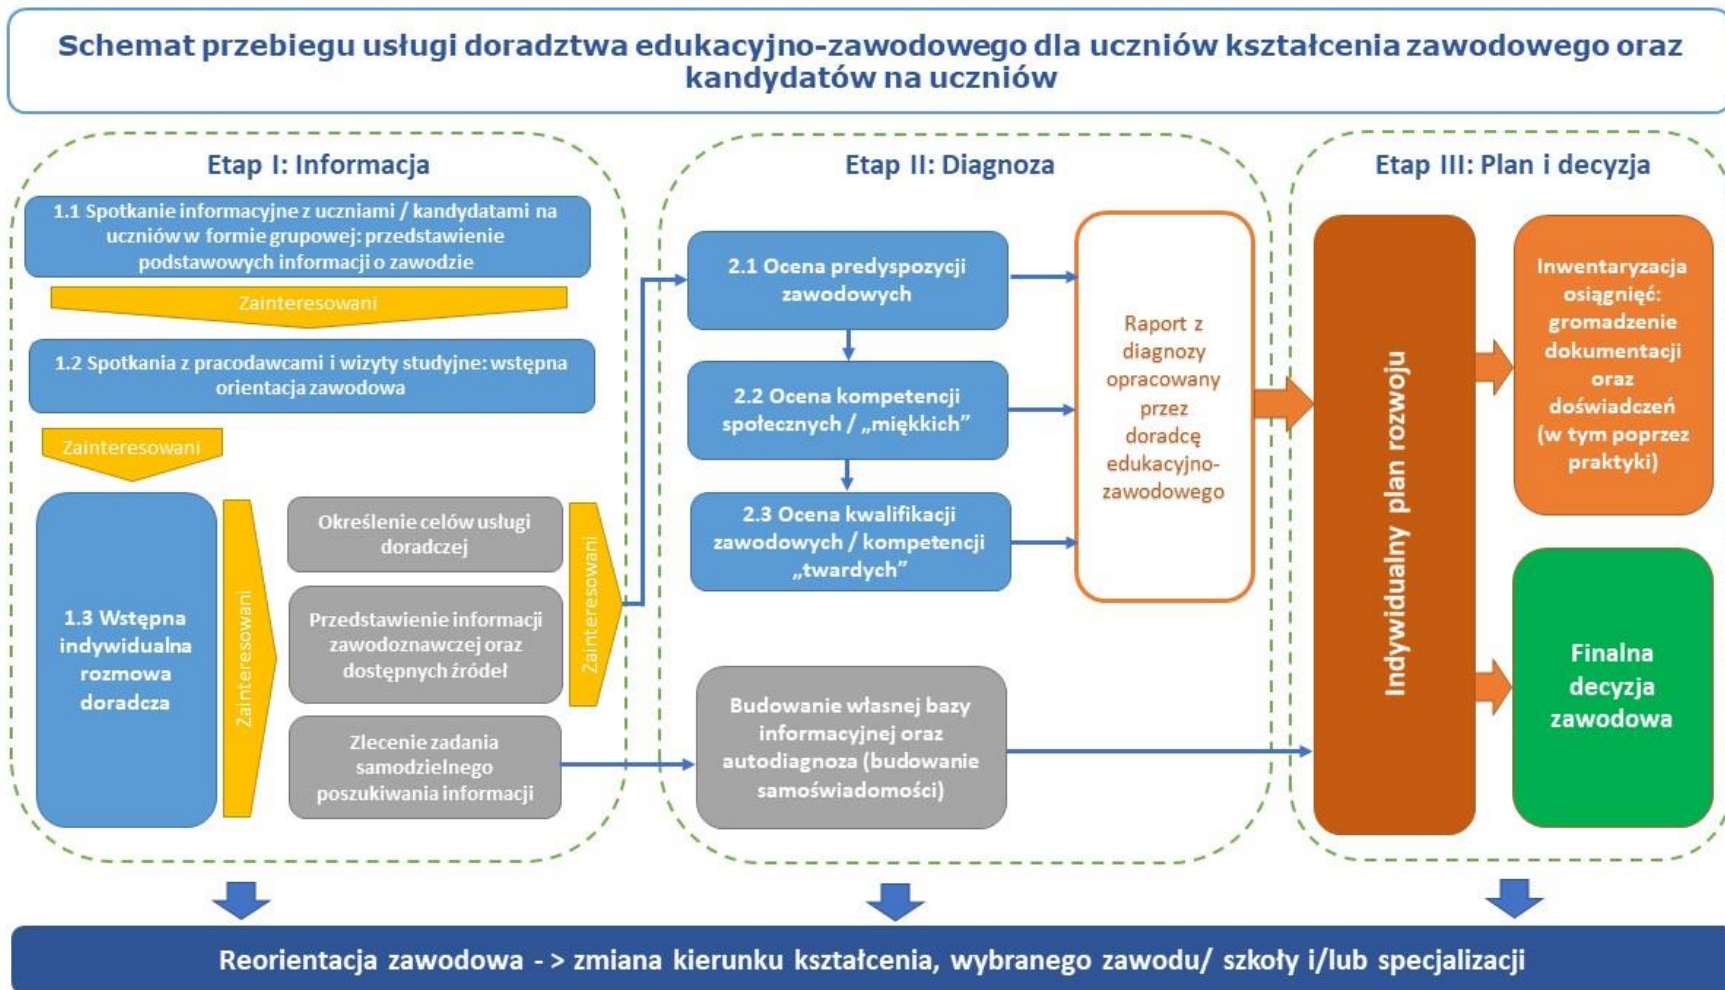 Schemat przebiegu usługi doradztwa edukacyjno-zawodowego dla uczniów kształcenia zawodowego oraz
kandydatów na uczniów
Etap I: Informacja
1.1 Spotkanie informacyjne z uczniami / kandydatami na
uczniów w formie grupowej: przedstawienie
podstawowych informacji o zawodzie
Zainteresowani
1.2 Spotkania z pracodawcami i wizyty studyjne: wstępna
orientacja zawodowa
Zainteresowani
1.3 Wstępna
indywidualna
rozmowa
doradcza
Zainteresowani
Określenie celów usługi
doradczej
Przedstawienie informacji
zawodoznawczej oraz
dostępnych źródeł
Zlecenie zadania
samodzielnego
poszukiwania informacji
Zainteresowani
Etap II: Diagnoza
2.1 Ocena predyspozycji
zawodowych
2.2 Ocena kompetencji
społecznych / „miękkich”
2.3 Ocena kwalifikacji
zawodowych / kompetencji
„twardych”
Budowanie własnej bazy
informacyjnej oraz
autodiagnoza (budowanie
samoświadomości)
Raport z
diagnozy
opracowany
przez
doradcę
edukacyjno-
zawodowego
Etap III: Plan i decyzja
Indywidualny plan rozwoju
Inwentaryzacja
osiągnięć:
gromadzenie
dokumentacji
oraz
doświadczeń
(w tym poprzez
praktyki)
Finalna
decyzja
zawodowa
Reorientacja zawodowa - > zmiana kierunku kształcenia, wybranego zawodu/ szkoły i/lub specjalizacji